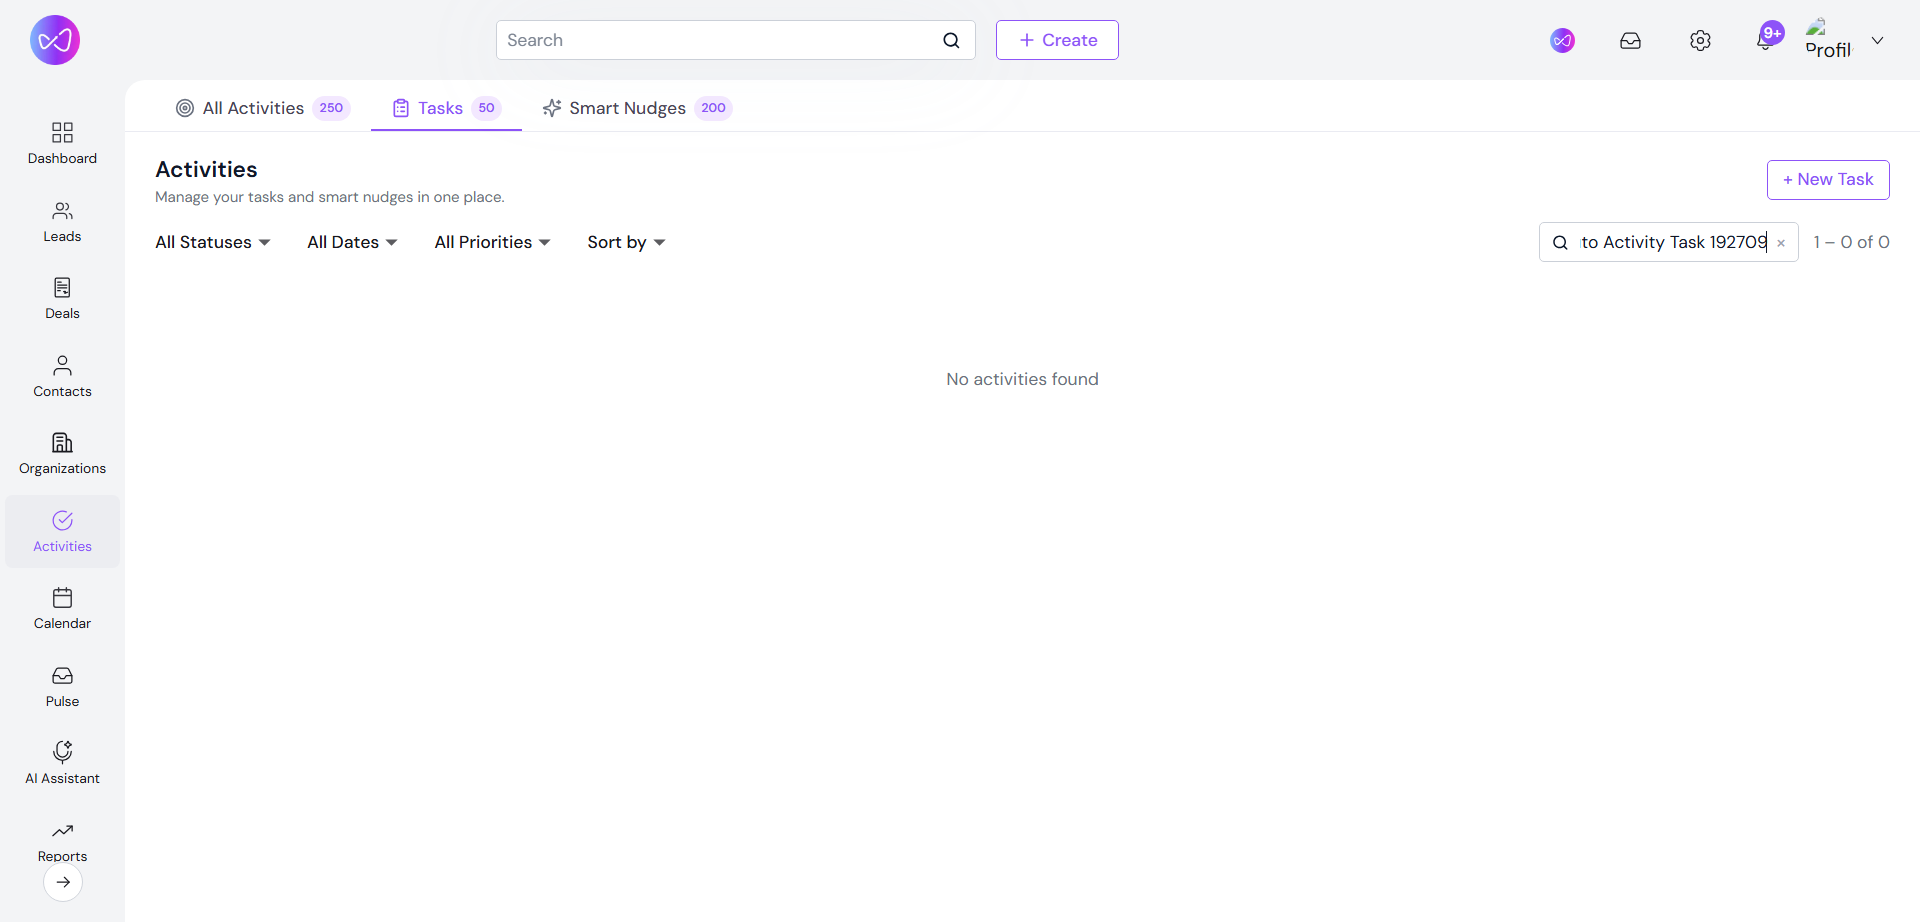 Search
+ Create
9+
Profil
All Activities 250
Tasks 50
Smart Nudges 200
Dashboard
Leads
Deals
Contacts
Organizations
Activities
Calendar
Pulse
AI Assistant
Reports
Activities
Manage your tasks and smart nudges in one place.
+ New Task
All Statuses
All Dates
All Priorities
Sort by
to Activity Task 192709 ×
1 – 0 of 0
No activities found